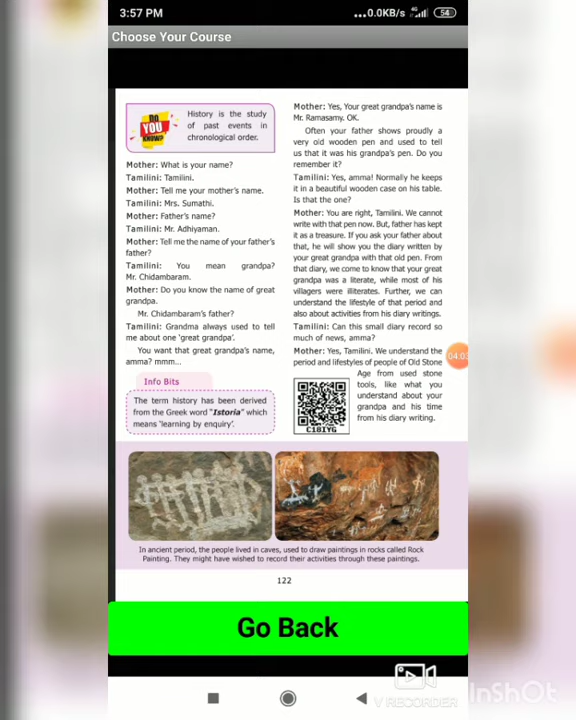 3:57 PM
...0.0KB/s 4G 54
Choose Your Course
DO
YOU
KNOW?
History is the study
of past events in
chronological order.
Mother: What is your name?
Tamilini: Tamilini.
Mother: Tell me your mother's name.
Tamilini: Mrs. Sumathi.
Mother: Father's name?
Tamilini: Mr. Adhiyaman.
Mother: Tell me the name of your father's
father?
Tamilini: You mean grandpa?
Mr. Chidambaram.
Mother: Do you know the name of great
grandpa.
Mr. Chidambaram's father?
Tamilini: Grandma always used to tell
me about one 'great grandpa'.
You want that great grandpa's name,
amma? mmm...
Info Bits
The term history has been derived
from the Greek word "Istoria" which
means 'learning by enquiry'.
Mother: Yes, Your great grandpa's name is
Mr. Ramasamy. OK.
Often your father shows proudly a
very old wooden pen and used to tell
us that it was his grandpa's pen. Do you
remember it?
Tamilini: Yes, amma! Normally he keeps
it in a beautiful wooden case on his table.
Is that the one?
Mother: You are right, Tamilini. We cannot
write with that pen now. But, father has kept
it as a treasure. If you ask your father about
that, he will show you the diary written by
your great grandpa with that old pen. From
that diary, we come to know that your great
grandpa was a literate, while most of his
villagers were illiterates. Further, we can
understand the lifestyle of that period and
also about activities from his diary writings.
Tamilini: Can this small diary record so
much of news, amma?
Mother: Yes, Tamilini. We understand the
period and lifestyles of people of Old Stone
Age from used stone
tools, like what you
understand about your
grandpa and his time
from his diary writing.
C18IYG
04:03
In ancient period, the people lived in caves, used to draw paintings in rocks called Rock
Painting. They might have wished to record their activities through these paintings.
122
Go Back
V RECORDER
InShOt